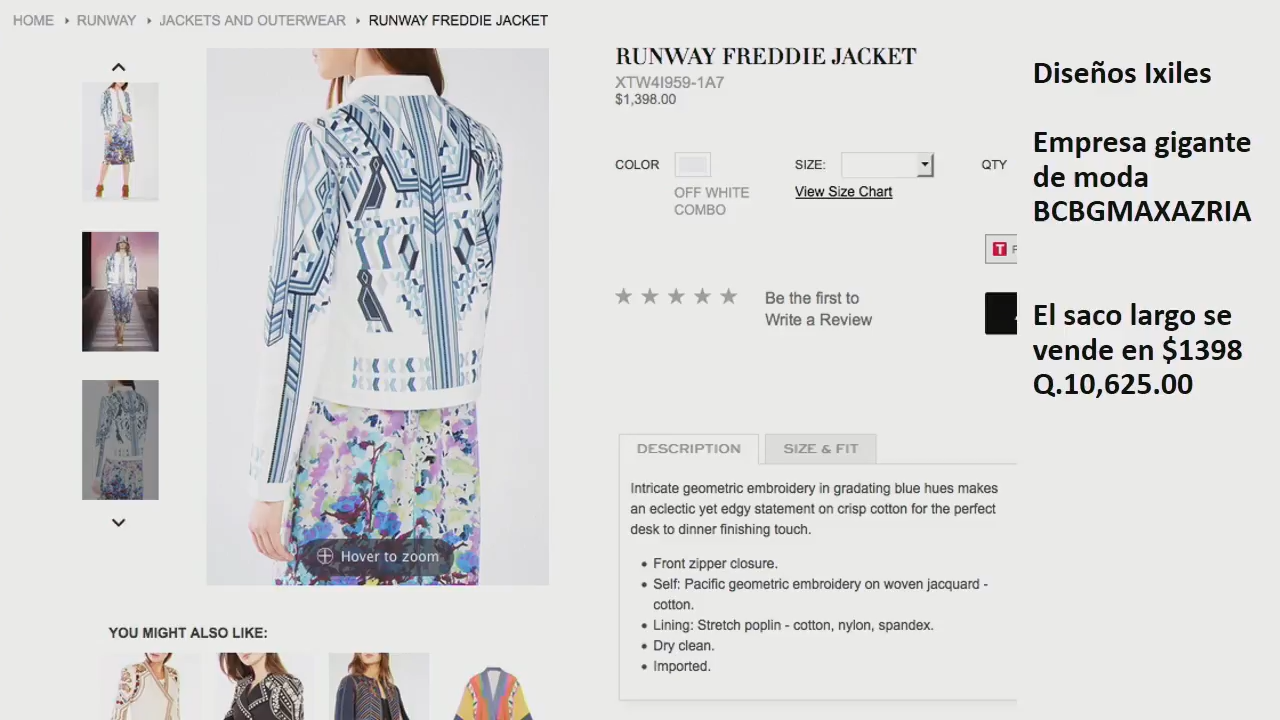 HOME ▸ RUNWAY ▸ JACKETS AND OUTERWEAR ▸ RUNWAY FREDDIE JACKET
RUNWAY FREDDIE JACKET
XTW4I959-1A7
$1,398.00
COLOR
OFF WHITE
COMBO
SIZE:
View Size Chart
QTY
Be the first to
Write a Review
DESCRIPTION
SIZE & FIT
Intricate geometric embroidery in gradating blue hues makes
an eclectic yet edgy statement on crisp cotton for the perfect
desk to dinner finishing touch.
• Front zipper closure.
• Self: Pacific geometric embroidery on woven jacquard -
cotton.
• Lining: Stretch poplin - cotton, nylon, spandex.
• Dry clean.
• Imported.
Hover to zoom
YOU MIGHT ALSO LIKE:
Diseños Ixiles
Empresa gigante
de moda
BCBGMAXAZRIA
El saco largo se
vende en $1398
Q.10,625.00